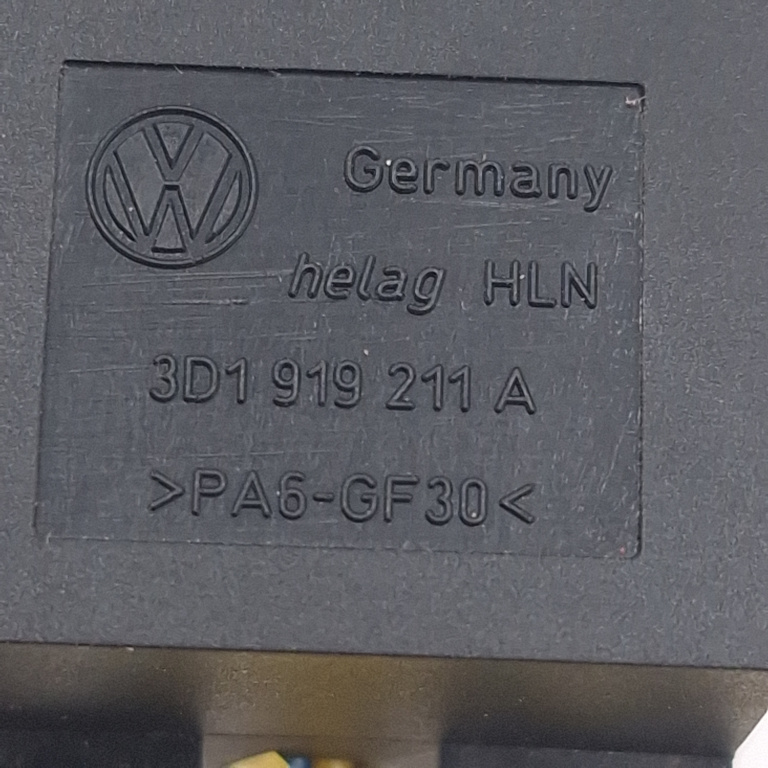 Germany
helag HLN
3D1 919 211 A
>PA6-GF30<